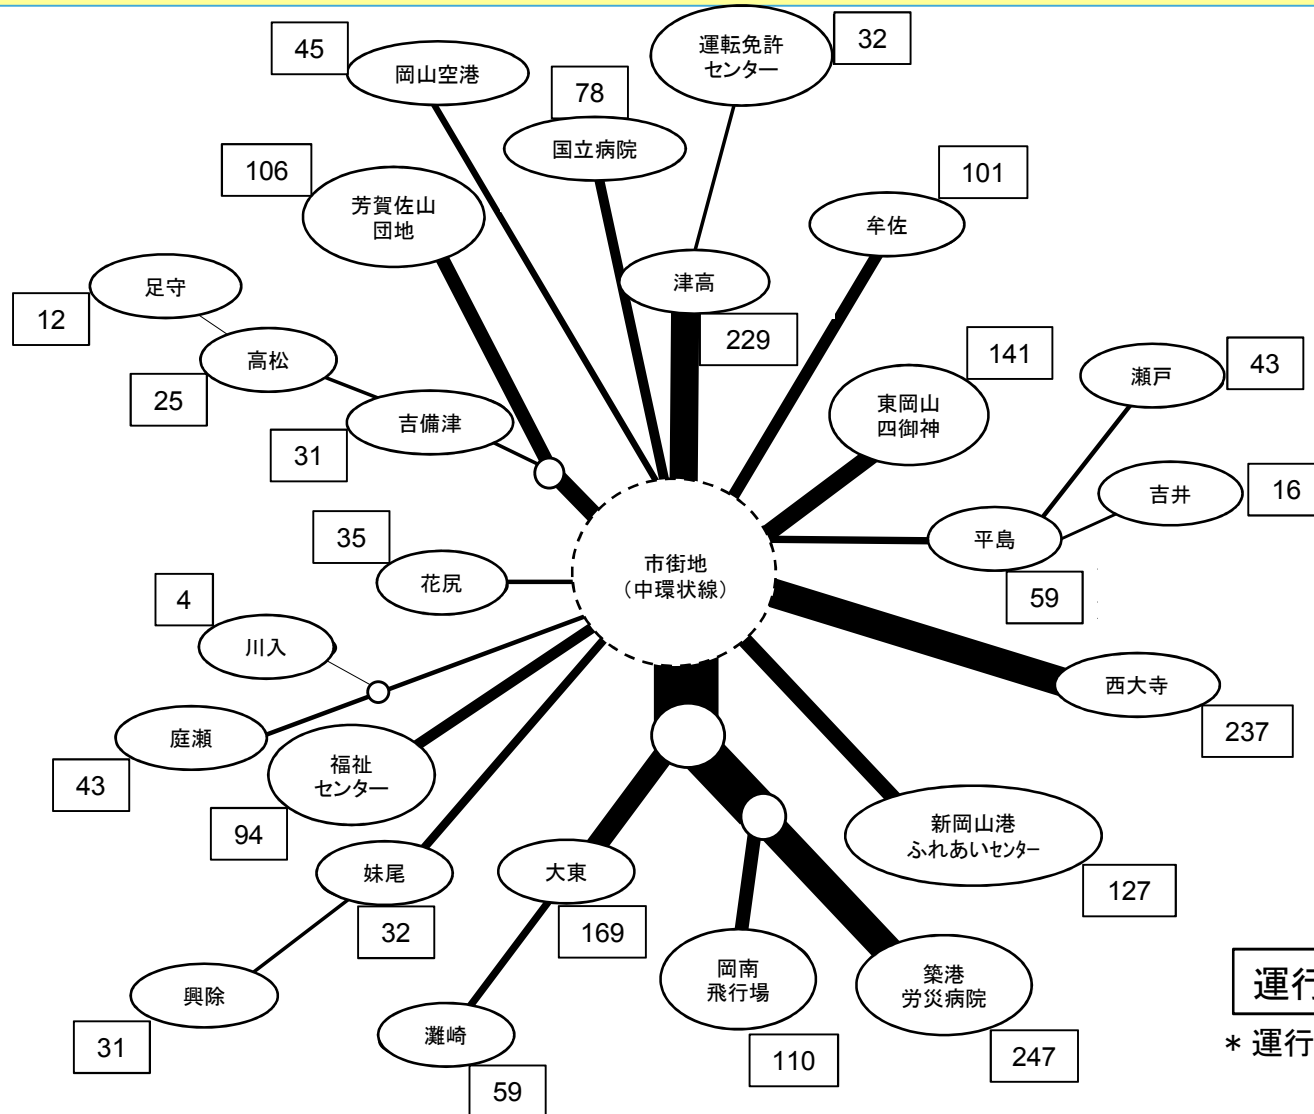 45
岡山空港
運転免許
センター
32
78
国立病院
106
芳賀佐山
団地
101
牟佐
足守
12
津高
229
高松
25
141
東岡山
四御神
瀬戸
43
吉備津
31
吉井
16
35
花尻
市街地
（中環状線）
平島
59
4
川入
西大寺
237
庭瀬
43
福祉
センター
94
新岡山港
ふれあいセンター
127
妹尾
32
大東
169
岡南
飛行場
110
築港
労災病院
247
興除
31
灘崎
59
運行
＊運行